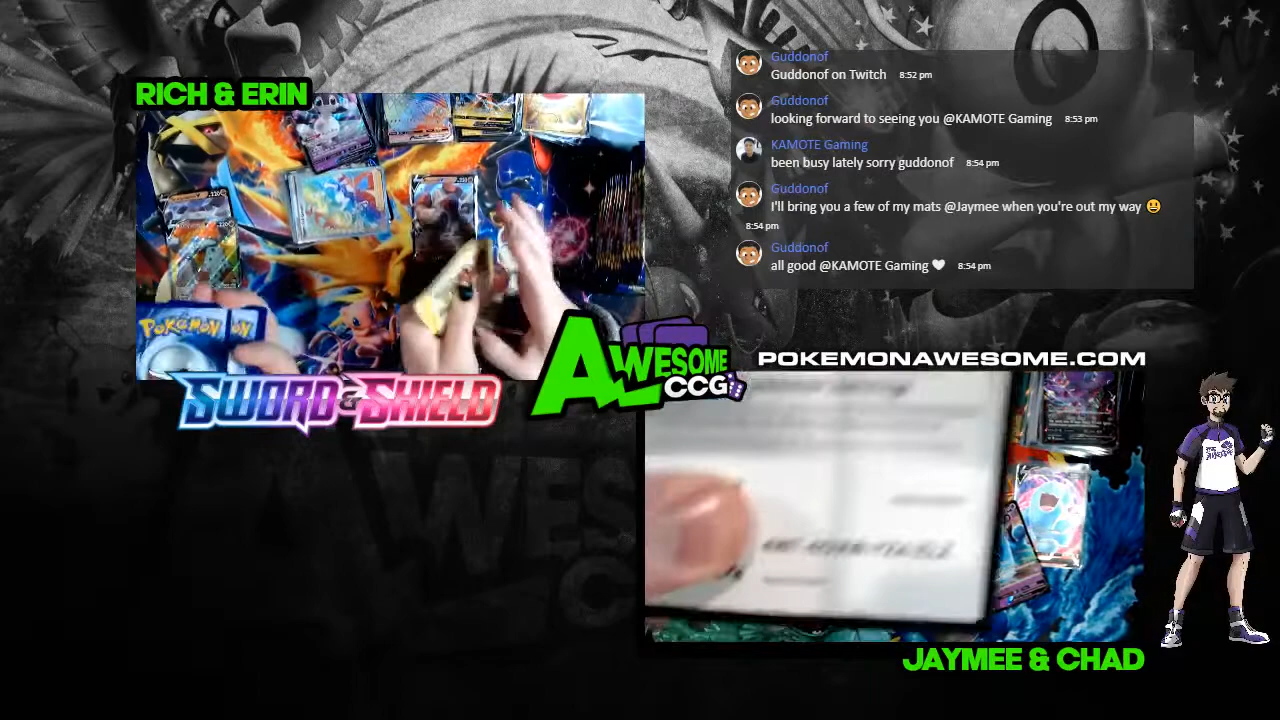 RICH & ERIN
Guddonof
Guddonof on Twitch 8:52 pm
Guddonof
looking forward to seeing you @KAMOTE Gaming 8:53 pm
KAMOTE Gaming
been busy lately sorry guddonof 8:54 pm
Guddonof
I'll bring you a few of my mats @Jaymee when you're out my way 😃
8:54 pm
Guddonof
all good @KAMOTE Gaming 🤍 8:54 pm
POKÉMON
SWORD & SHIELD
AWESOME
CCG
POKEMONAWESOME.COM
JAYMEE & CHAD